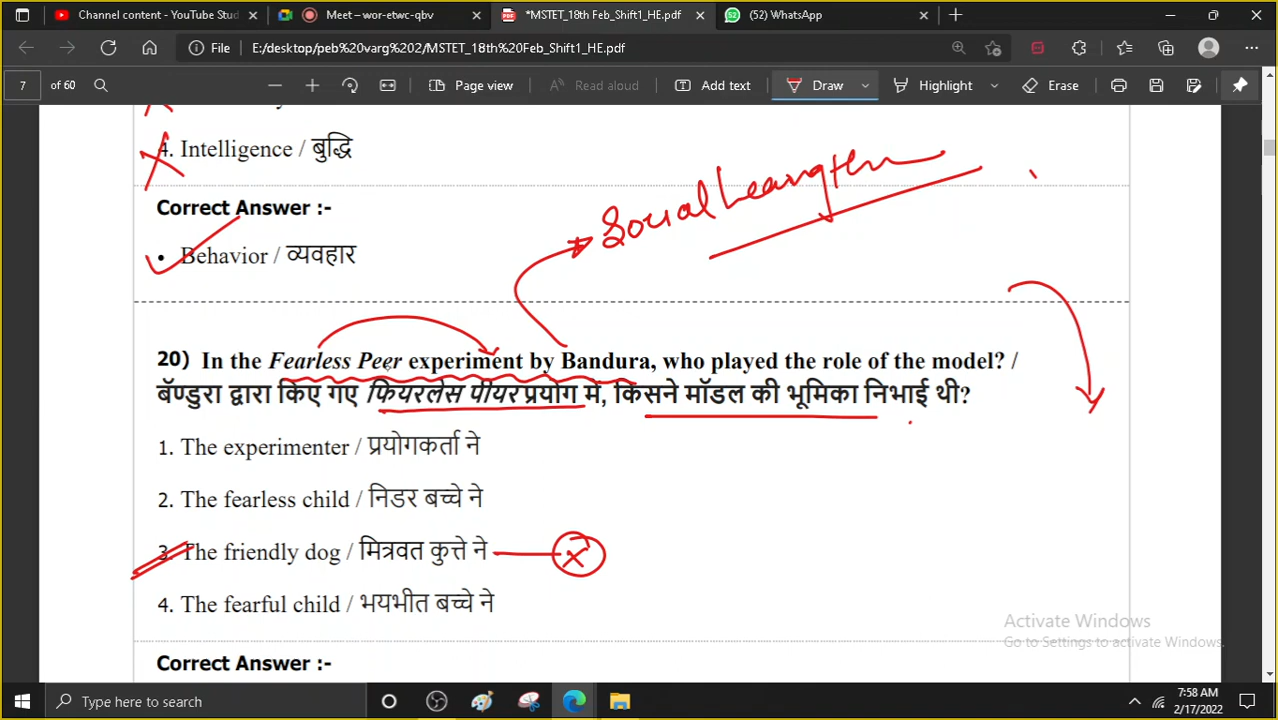 Channel content - YouTube Stud
Meet – wor-etwc-qbv
*MSTET_18th Feb_Shift1_HE.pdf
(52) WhatsApp
File E:/desktop/peb%20varg%202/MSTET_18th%20Feb_Shift1_HE.pdf
7 of 60
Page view
Read aloud
Add text
Draw
Highlight
Erase
4. Intelligence / बुद्धि
Correct Answer :-
• Behavior / व्यवहार
Social
20) In the Fearless Peer experiment by Bandura, who played the role of the model? /
बॅण्डुरा द्वारा किए गए फियरलेस पीयर प्रयोग में, किसने मॉडल की भूमिका निभाई थी?
1. The experimenter / प्रयोगकर्ता ने
2. The fearless child / निडर बच्चे ने
3. The friendly dog / मित्रवत कुत्ते ने
4. The fearful child / भयभीत बच्चे ने
Correct Answer :-
Activate Windows
Go to Settings to activate Windows.
Type here to search
7:58 AM
2/17/2022